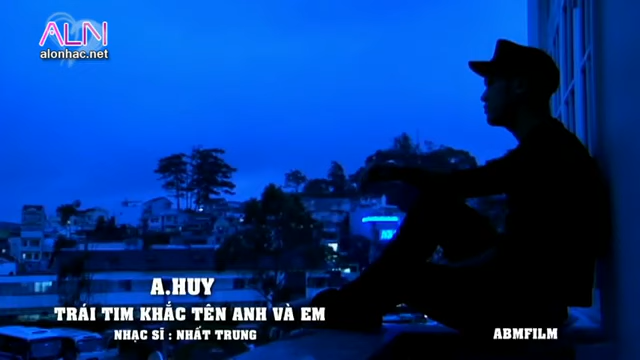 ALN
alonhac.net
A.HUY
TRÁI TIM KHẮC TÊN ANH VÀ EM
NHẠC SĨ : NHẤT TRUNG
ABMFILM